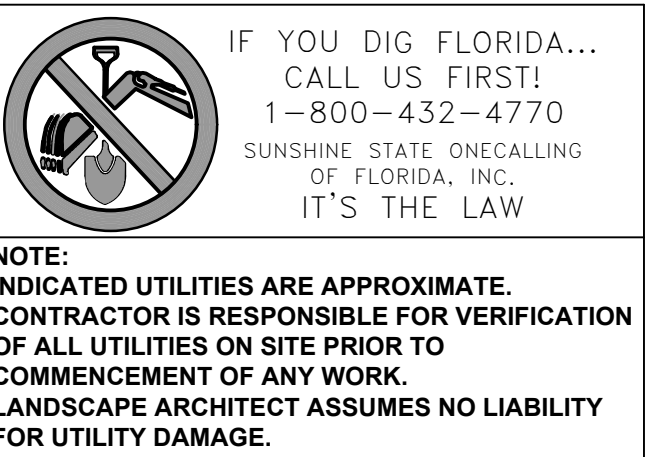 IF YOU DIG FLORIDA...
CALL US FIRST!
1-800-432-4770
SUNSHINE STATE ONECALLING
OF FLORIDA, INC.
IT'S THE LAW
NOTE:
INDICATED UTILITIES ARE APPROXIMATE.
CONTRACTOR IS RESPONSIBLE FOR VERIFICATION
OF ALL UTILITIES ON SITE PRIOR TO
COMMENCEMENT OF ANY WORK.
LANDSCAPE ARCHITECT ASSUMES NO LIABILITY
FOR UTILITY DAMAGE.